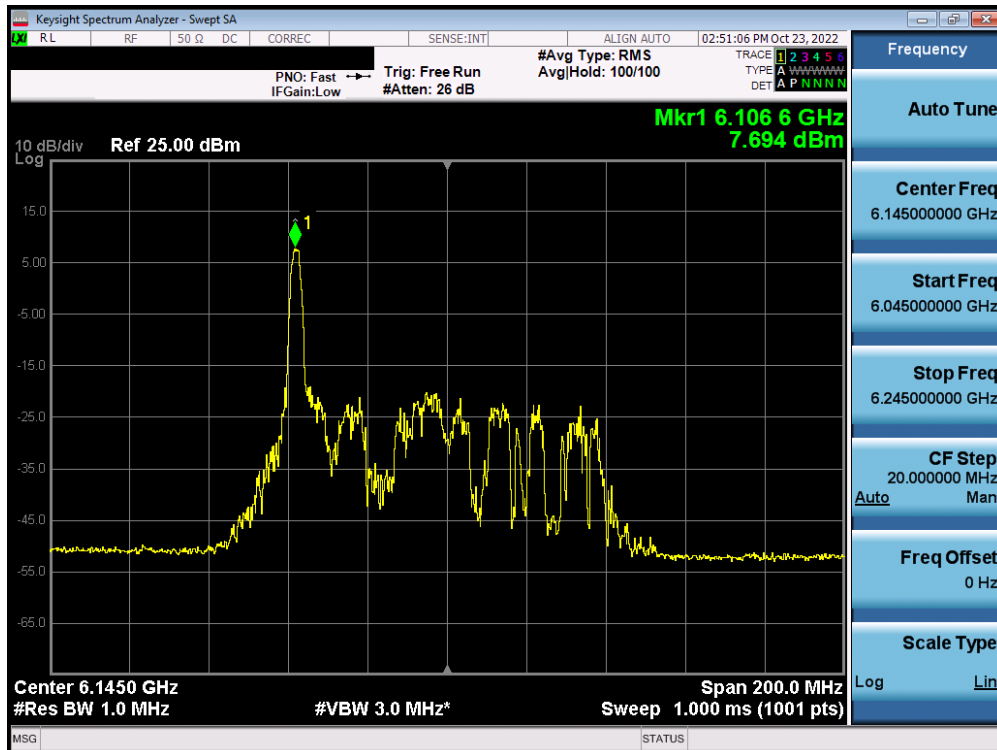 Keysight Spectrum Analyzer - Swept SA
LXI RL RF 50 Ω DC CORREC SENSE:INT ALIGN AUTO 02:51:06 PM Oct 23, 2022
PNO: Fast
IFGain:Low
Trig: Free Run
#Atten: 26 dB
#Avg Type: RMS
Avg|Hold: 100/100
TRACE 1 2 3 4 5 6
TYPE A WWWWW
DET A P N N N N
Mkr1 6.106 6 GHz
7.694 dBm
10 dB/div Ref 25.00 dBm
Log
15.0
5.00
-5.00
-15.0
-25.0
-35.0
-45.0
-55.0
-65.0
1
Center 6.1450 GHz Span 200.0 MHz
#Res BW 1.0 MHz #VBW 3.0 MHz* Sweep 1.000 ms (1001 pts)
MSG STATUS
Frequency
Auto Tune
Center Freq
6.145000000 GHz
Start Freq
6.045000000 GHz
Stop Freq
6.245000000 GHz
CF Step
20.000000 MHz
Auto Man
Freq Offset
0 Hz
Scale Type
Log Lin